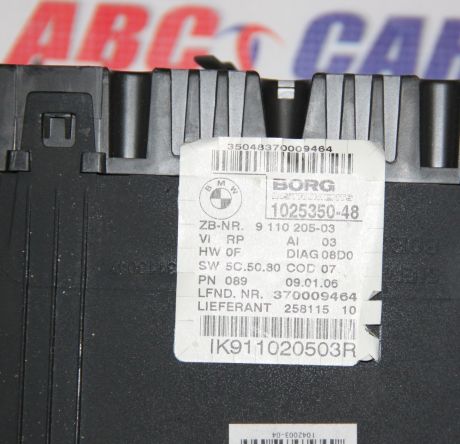 ABC CAR
35048370009464
BMW
BORG
INSTRUMENTS
1025350-48
ZB-NR. 9 110 205-03
VI RP AI 03
HW 0F DIAG 08D0
SW 5C.50.80 COD 07
PN 089 09.01.06
LFND. NR. 370009464
LIEFERANT 258115 10
IK911020503R
1042003-04